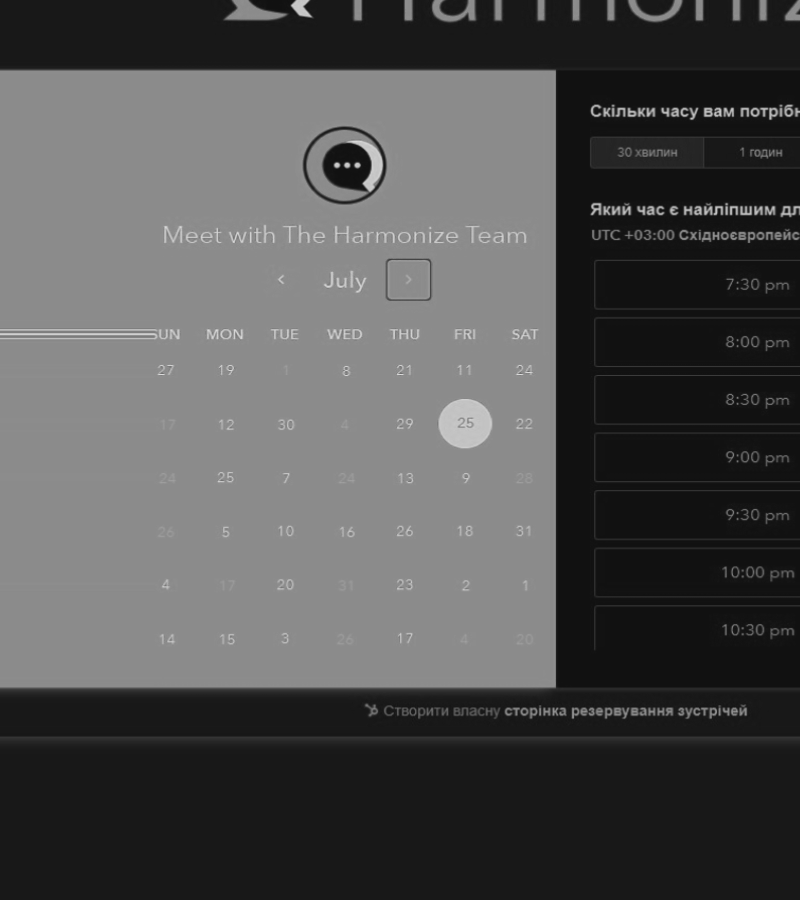 Harmoniz
Meet with The Harmonize Team
July
SUN MON TUE WED THU FRI SAT
27 19 1 8 21 11 24
17 12 30 4 29 25 22
24 25 7 24 13 9 28
26 5 10 16 26 18 31
4 17 20 31 23 2 1
14 15 3 26 17 4 20
Скільки часу вам потрібн
30 хвилин 1 годин
Який час є найліпшим дл
UTC +03:00 Східноєвропейс
7:30 pm
8:00 pm
8:30 pm
9:00 pm
9:30 pm
10:00 pm
10:30 pm
Створити власну сторінка резервування зустрічей